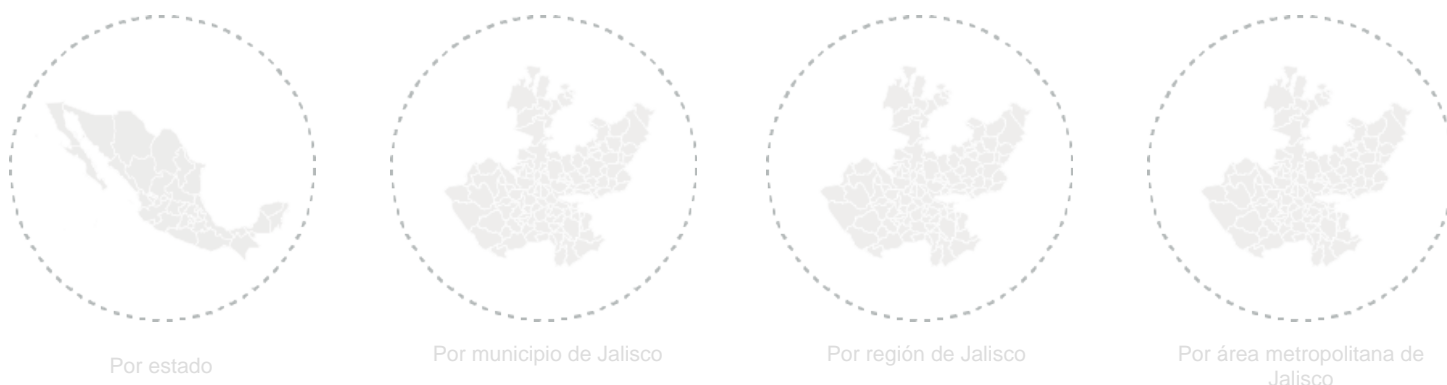 Por estado
Por municipio de Jalisco
Por región de Jalisco
Por área metropolitana de
Jalisco